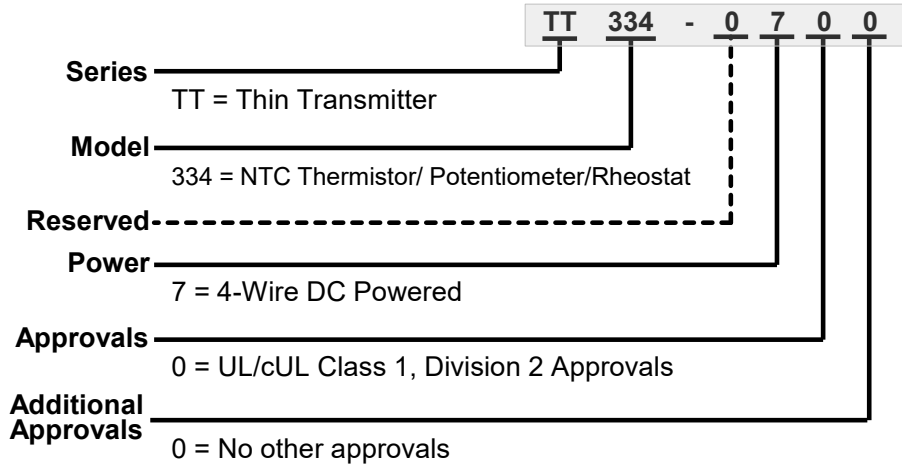 TT 334 - 0 7 0 0
Series
TT = Thin Transmitter
Model
334 = NTC Thermistor/ Potentiometer/Rheostat
Reserved
Power
7 = 4-Wire DC Powered
Approvals
0 = UL/cUL Class 1, Division 2 Approvals
Additional
Approvals
0 = No other approvals